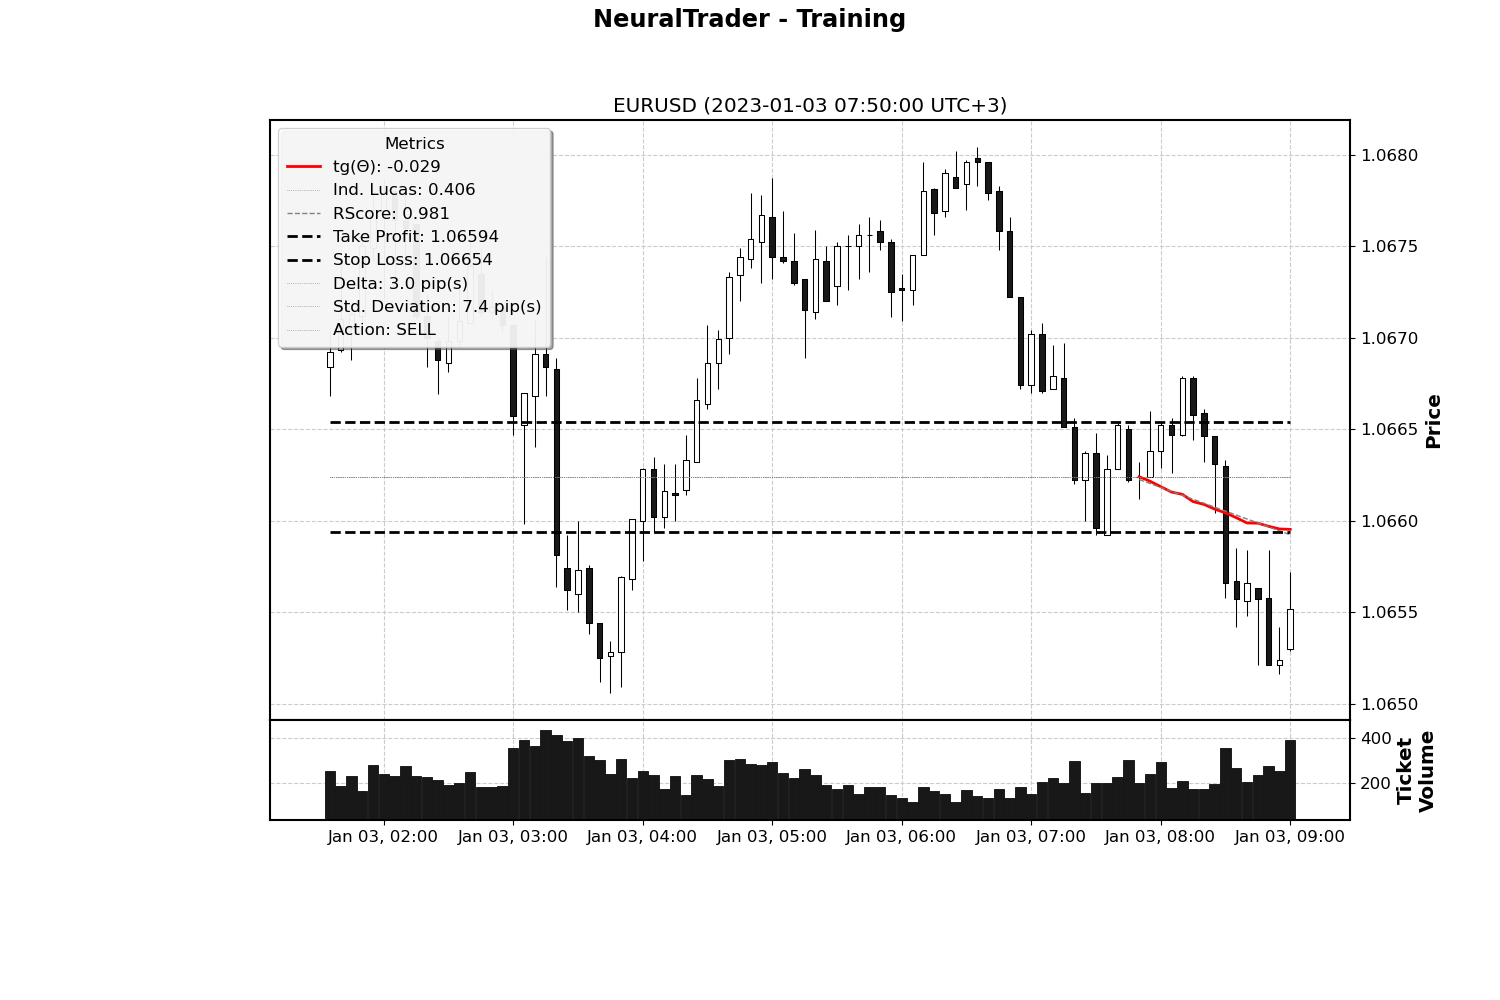 NeuralTrader - Training
EURUSD (2023-01-03 07:50:00 UTC+3)
Metrics
tg(Θ): -0.029
Ind. Lucas: 0.406
RScore: 0.981
Take Profit: 1.06594
Stop Loss: 1.06654
Delta: 3.0 pip(s)
Std. Deviation: 7.4 pip(s)
Action: SELL
1.0680
1.0675
1.0670
1.0665
1.0660
1.0655
1.0650
Price
400
200
Ticket
Volume
Jan 03, 02:00
Jan 03, 03:00
Jan 03, 04:00
Jan 03, 05:00
Jan 03, 06:00
Jan 03, 07:00
Jan 03, 08:00
Jan 03, 09:00